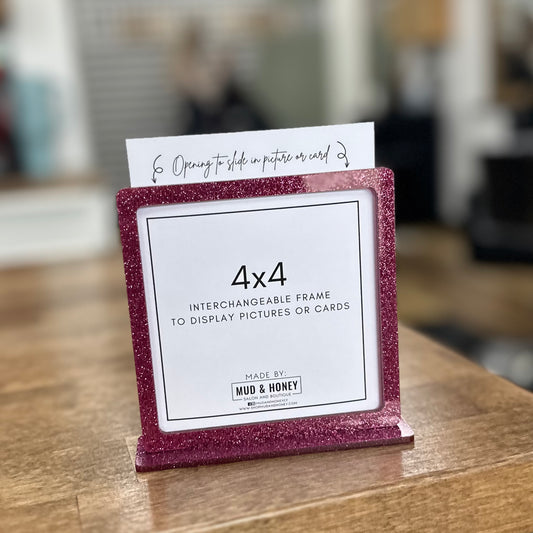 Opening to slide in picture or card
4x4
INTERCHANGEABLE FRAME
TO DISPLAY PICTURES OR CARDS
MADE BY:
MUD & HONEY
SALON AND BOUTIQUE